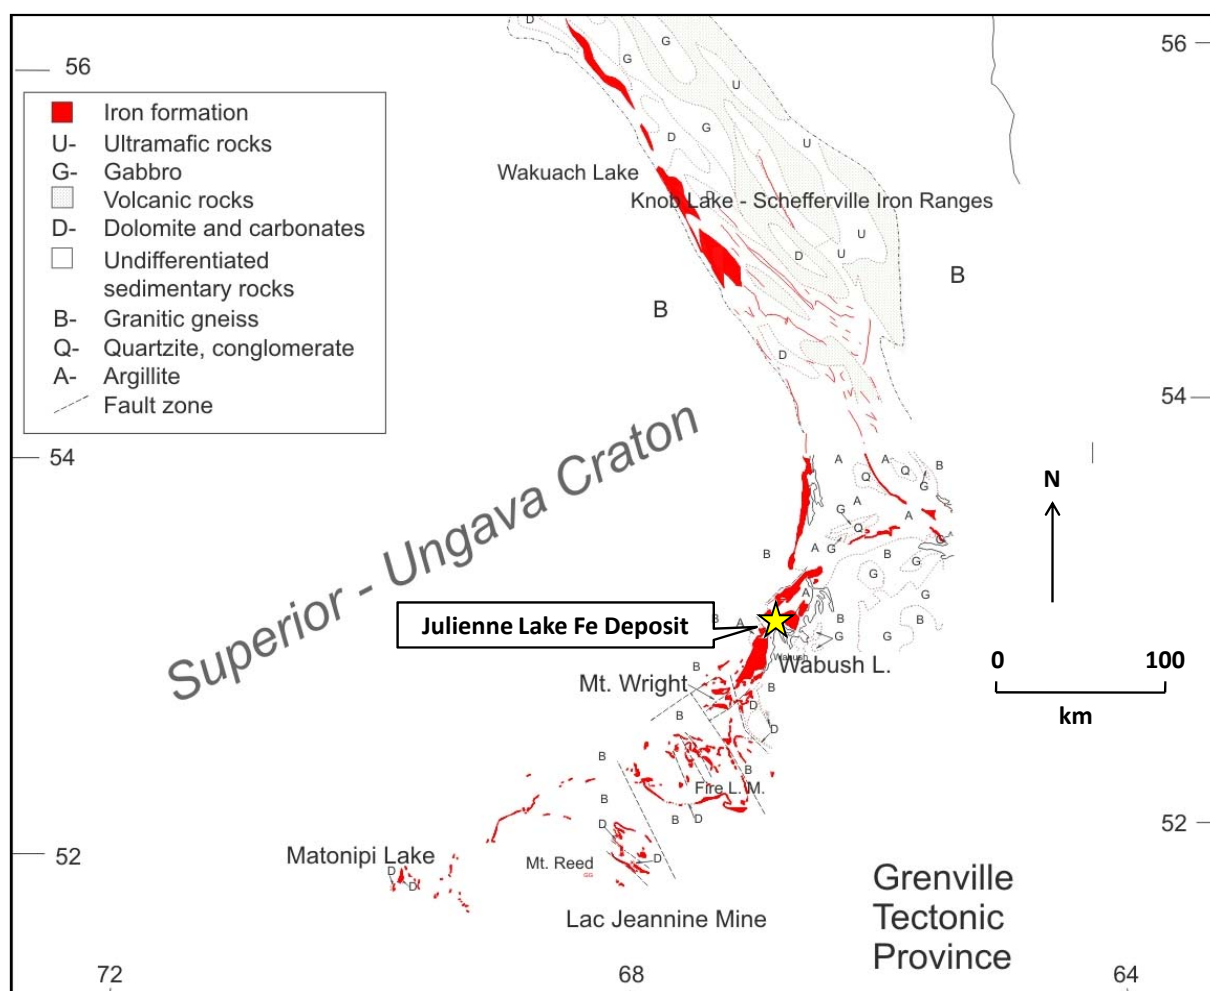 56
56
Iron formation
U- Ultramafic rocks
G- Gabbro
Volcanic rocks
D- Dolomite and carbonates
Undifferentiated
sedimentary rocks
B- Granitic gneiss
Q- Quartzite, conglomerate
A- Argillite
Fault zone
D
G
G
U
G
D
U
Wakuach Lake
D
Knob Lake - Schefferville Iron Ranges
U
D
U
B
B
D
54
54
Superior - Ungava Craton
A
A
Q
Q
B
G
N
A
G
A
Q
G
B
A
G
B
G
G
A
G
Julienne Lake Fe Deposit
B
A
B
G
G
B
Wabush
Wabush L.
0
100
km
B
Mt. Wright
B
D
B
D
B
B
Fire L. M.
B
B
D
D
52
52
Matonipi Lake
D
D
Mt. Reed
GG
D
Lac Jeannine Mine
Grenville
Tectonic
Province
72
68
64